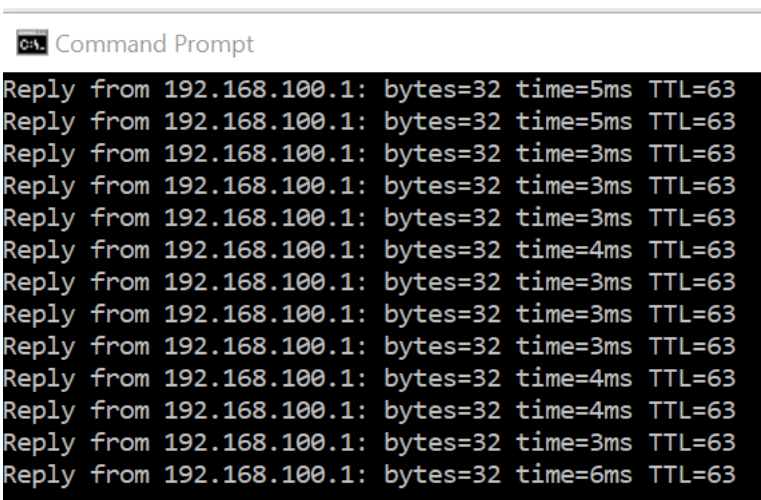 Command Prompt
Reply from 192.168.100.1: bytes=32 time=5ms TTL=63
Reply from 192.168.100.1: bytes=32 time=5ms TTL=63
Reply from 192.168.100.1: bytes=32 time=3ms TTL=63
Reply from 192.168.100.1: bytes=32 time=3ms TTL=63
Reply from 192.168.100.1: bytes=32 time=3ms TTL=63
Reply from 192.168.100.1: bytes=32 time=4ms TTL=63
Reply from 192.168.100.1: bytes=32 time=3ms TTL=63
Reply from 192.168.100.1: bytes=32 time=3ms TTL=63
Reply from 192.168.100.1: bytes=32 time=3ms TTL=63
Reply from 192.168.100.1: bytes=32 time=4ms TTL=63
Reply from 192.168.100.1: bytes=32 time=4ms TTL=63
Reply from 192.168.100.1: bytes=32 time=3ms TTL=63
Reply from 192.168.100.1: bytes=32 time=6ms TTL=63